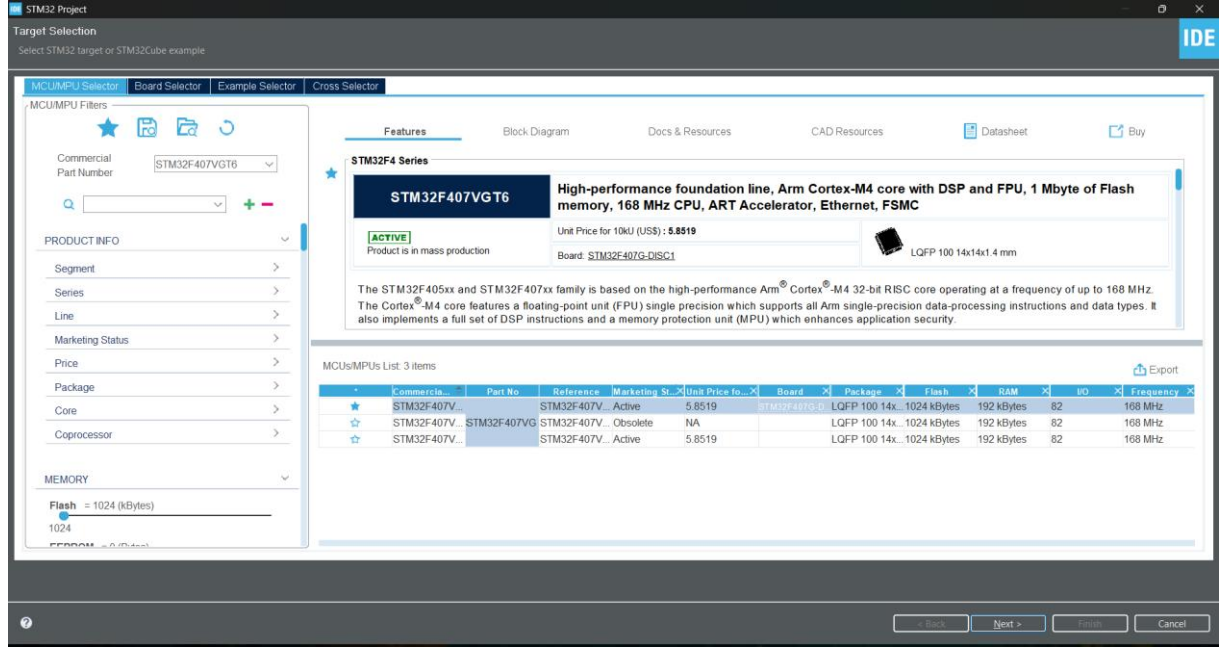 IDE STM32 Project
Target Selection
Select STM32 target or STM32Cube example
IDE
MCU/MPU Selector Board Selector Example Selector Cross Selector
MCU/MPU Filters
Commercial
Part Number
STM32F407VGT6
PRODUCT INFO
Segment
Series
Line
Marketing Status
Price
Package
Core
Coprocessor
MEMORY
Flash = 1024 (kBytes)
1024
EEPROM = 0 (Bytes)
Features Block Diagram Docs & Resources CAD Resources Datasheet Buy
STM32F4 Series
STM32F407VGT6
High-performance foundation line, Arm Cortex-M4 core with DSP and FPU, 1 Mbyte of Flash
memory, 168 MHz CPU, ART Accelerator, Ethernet, FSMC
ACTIVE
Product is in mass production
Unit Price for 10kU (US$) : 5.8519
Board: STM32F407G-DISC1
LQFP 100 14x14x1.4 mm
The STM32F405xx and STM32F407xx family is based on the high-performance Arm® Cortex®-M4 32-bit RISC core operating at a frequency of up to 168 MHz.
The Cortex®-M4 core features a floating-point unit (FPU) single precision which supports all Arm single-precision data-processing instructions and data types. It
also implements a full set of DSP instructions and a memory protection unit (MPU) which enhances application security.
MCUs/MPUs List: 3 items
Export
* Commercia... Part No Reference Marketing St... Unit Price fo... Board Package Flash RAM I/O Frequency
STM32F407V... STM32F407V... Active 5.8519 STM32F407G-D LQFP 100 14x... 1024 kBytes 192 kBytes 82 168 MHz
STM32F407V... STM32F407VG STM32F407V... Obsolete NA LQFP 100 14x... 1024 kBytes 192 kBytes 82 168 MHz
STM32F407V... STM32F407V... Active 5.8519 LQFP 100 14x... 1024 kBytes 192 kBytes 82 168 MHz
? < Back Next > Finish Cancel